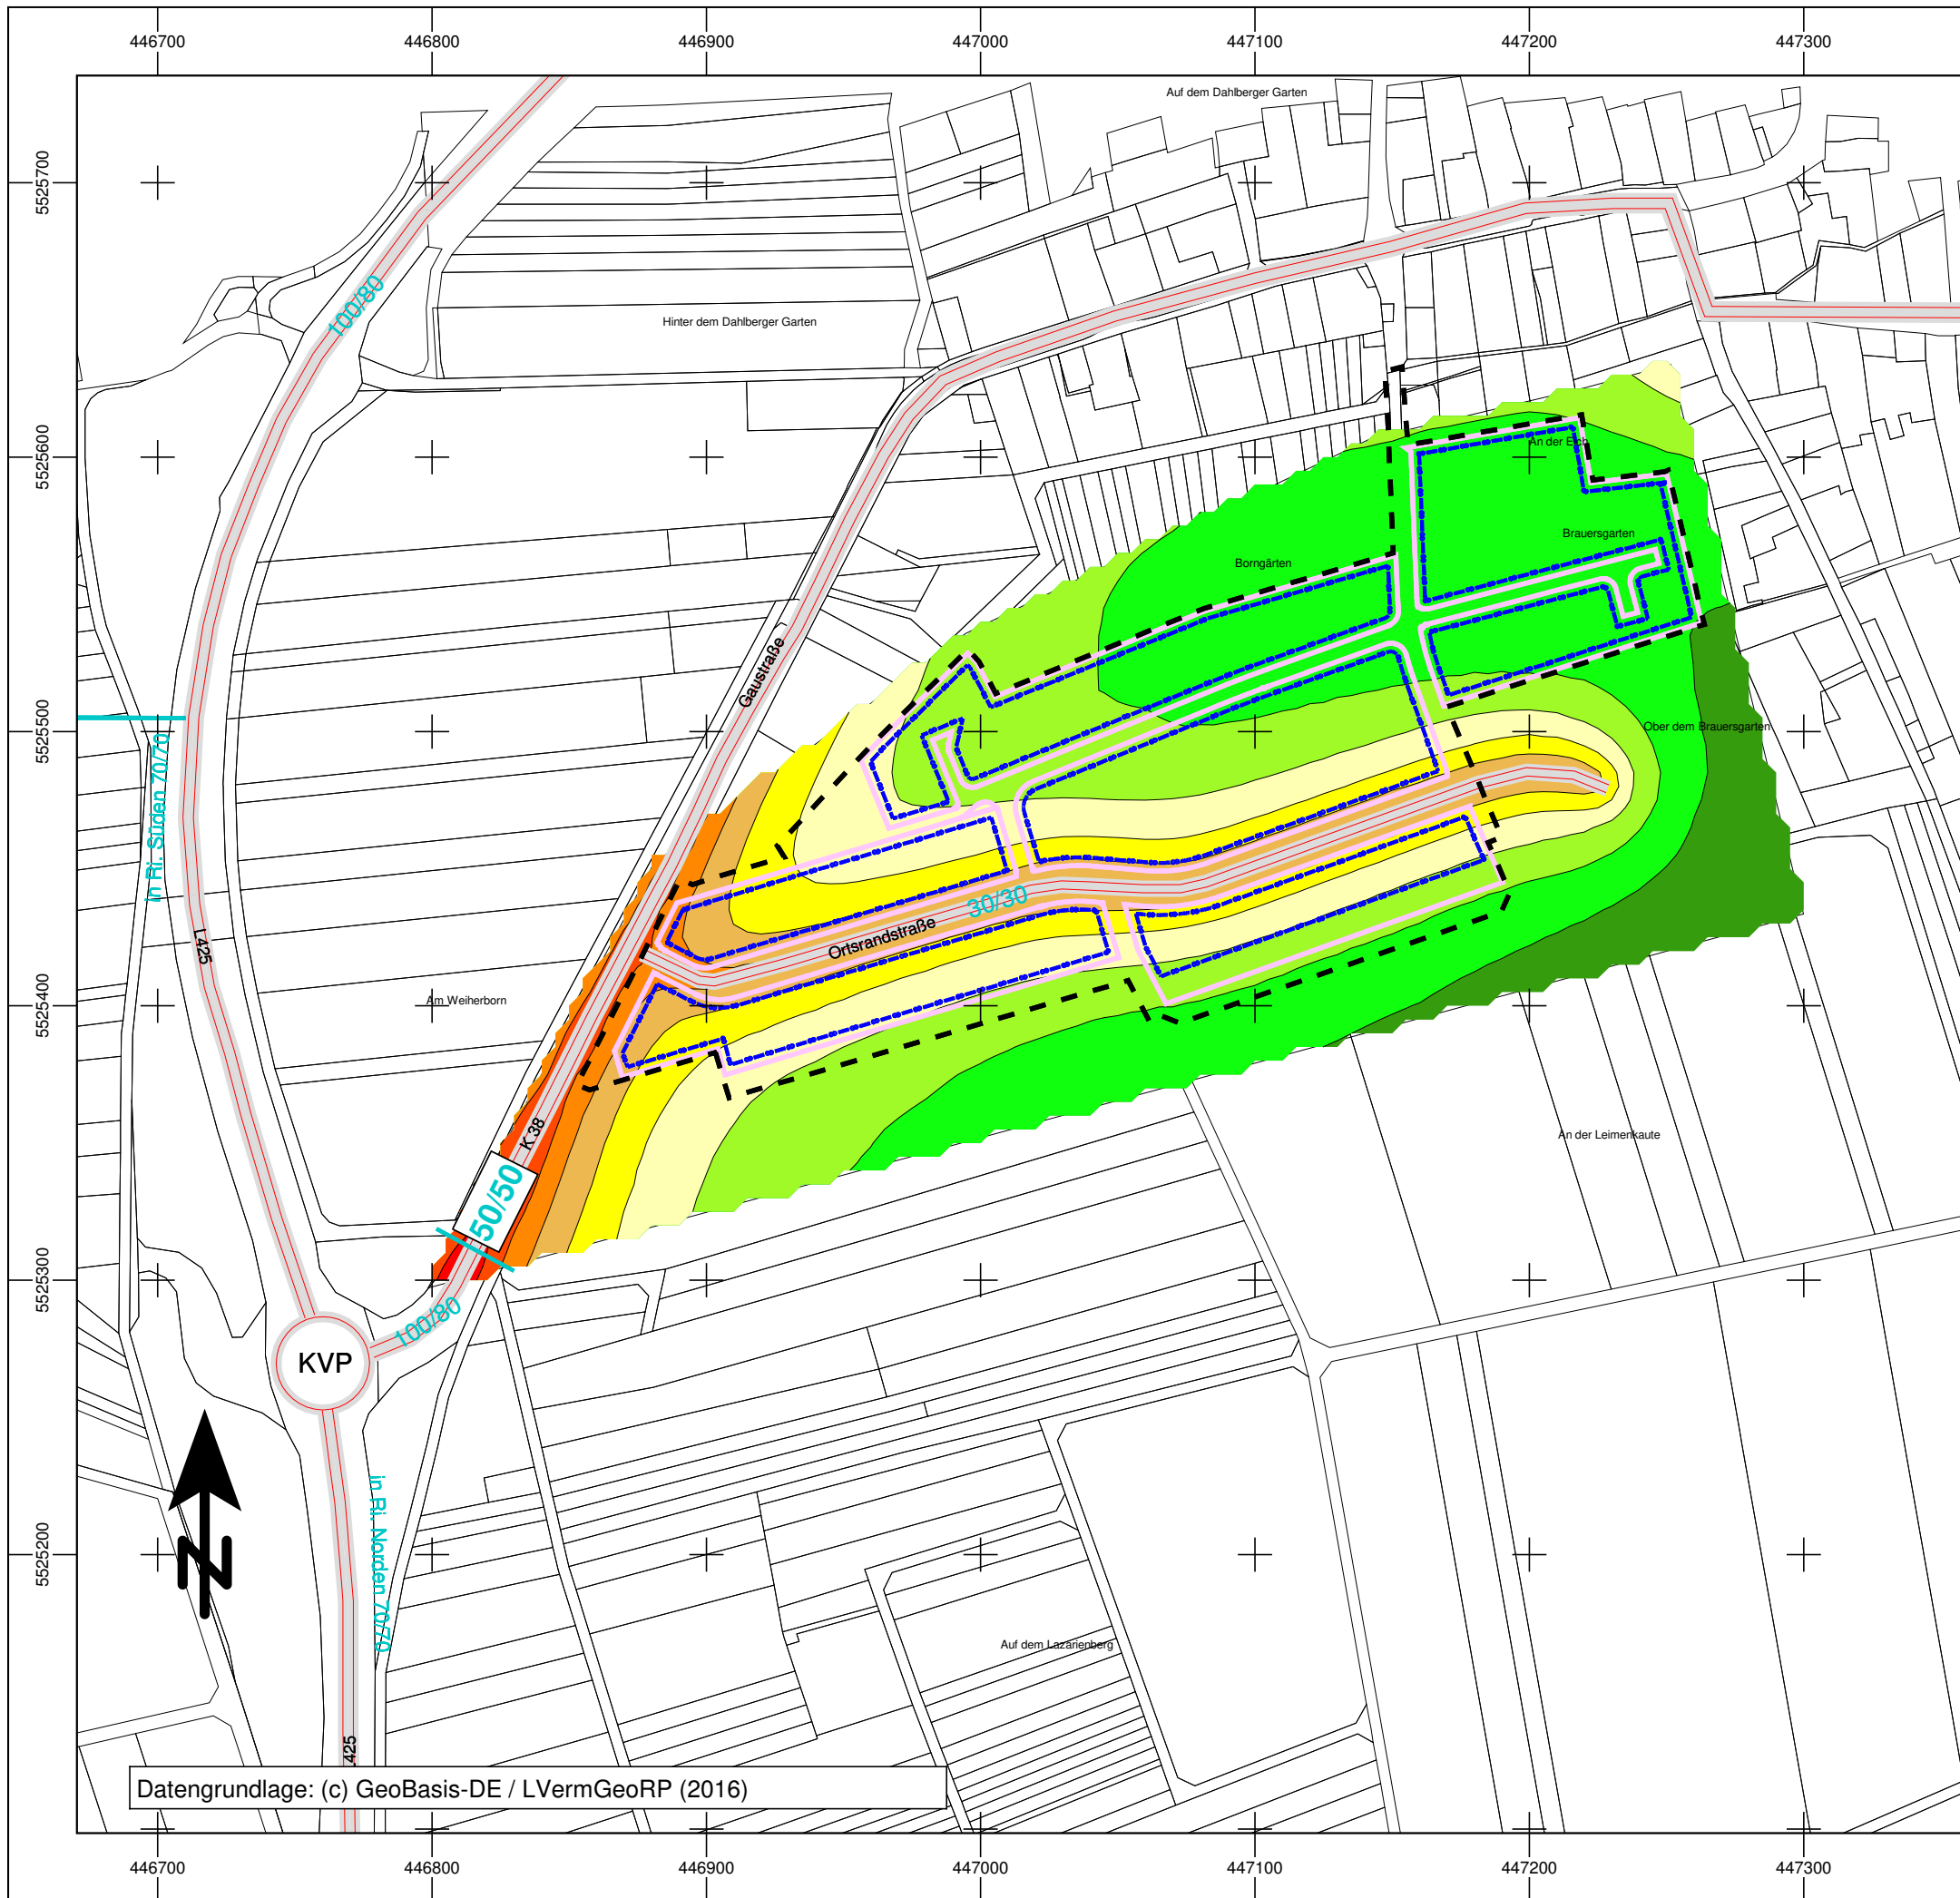 446700 446800 446900 447000 447100 447200 447300
Auf dem Dahlberger Garten
5525700
100/80
Hinter dem Dahlberger Garten
5525600
An der Eich
Brauersgarten
Borngärten
Gaustraße
5525500
Ober dem Brauersgarten
in Ri. Süden 70/70
30/30
Ortsrandstraße
L425
5525400
Am Weiherborn
K 38
An der Leimenkaute
50/50
5525300
100/80
KVP
in Ri. Norden 70/70
5525200
N
Auf dem Lazarienberg
425
Datengrundlage: (c) GeoBasis-DE / LVermGeoRP (2016)
446700 446800 446900 447000 447100 447200 447300